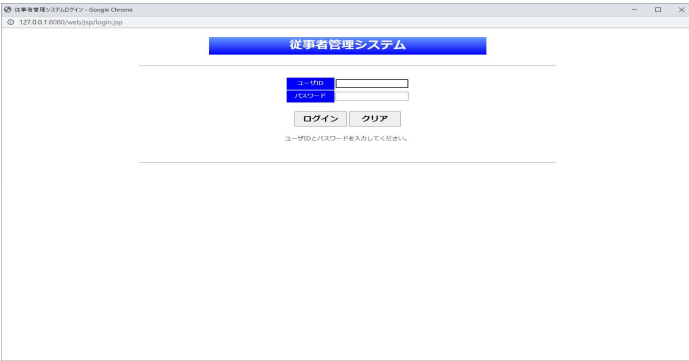 従事者管理システムログイン - Google Chrome
127.0.0.1:8080/web/jsp/login.jsp
従事者管理システム
ユーザID
パスワード
ログイン クリア
ユーザIDとパスワードを入力してください。